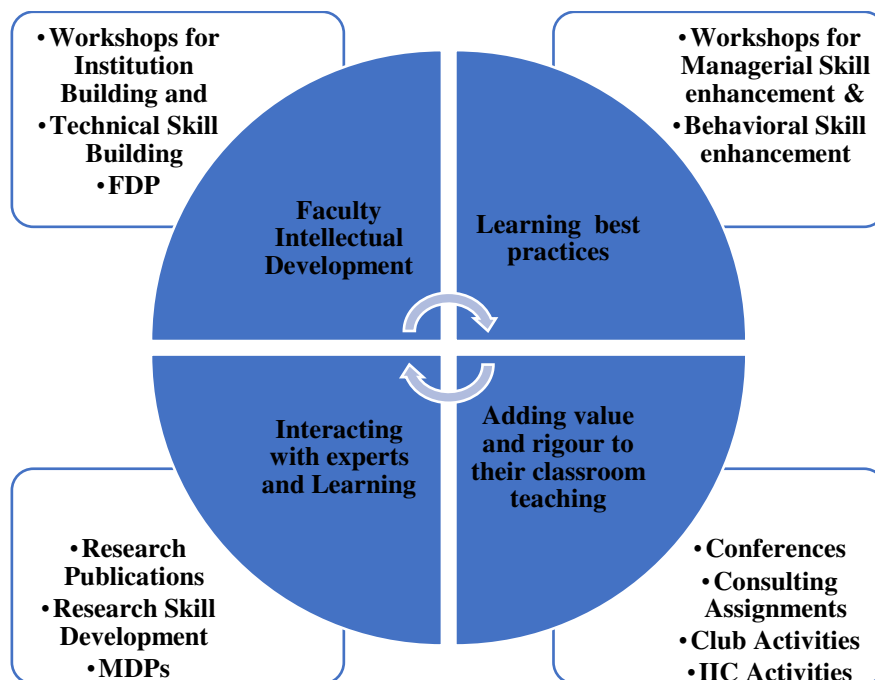 •Workshops for
Institution
Building and
•Technical Skill
Building
•FDP
•Workshops for
Managerial Skill
enhancement &
•Behavioral Skill
enhancement
Faculty
Intellectual
Development
Learning best
practices
Interacting
with experts
and Learning
Adding value
and rigour to
their classroom
teaching
•Research
Publications
•Research Skill
Development
•MDPs
•Conferences
•Consulting
Assignments
•Club Activities
•IIC Activities